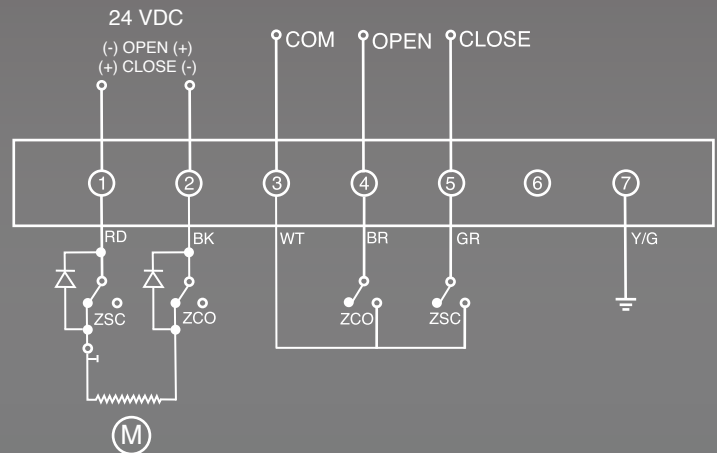 24 VDC
(-) OPEN (+)
(+) CLOSE (-)
COM
OPEN
CLOSE
1
2
3
4
5
6
7
RD
BK
WT
BR
GR
Y/G
ZSC
ZCO
ZCO
ZSC
M